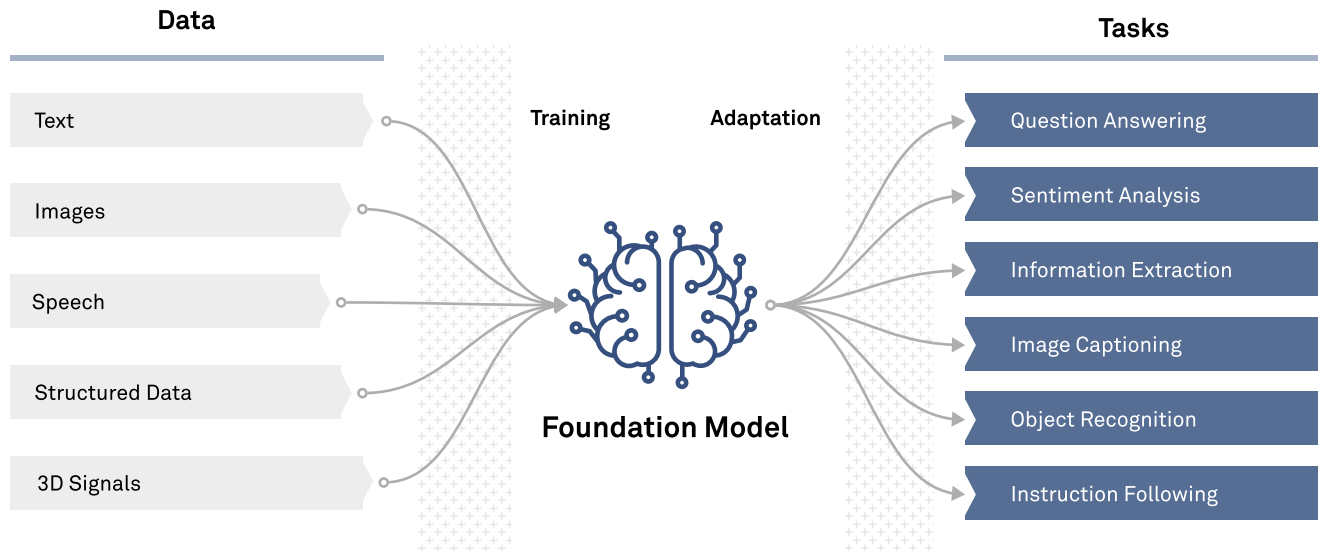 Data
Tasks
Training
Adaptation
Text
Images
Speech
Structured Data
3D Signals
Foundation Model
Question Answering
Sentiment Analysis
Information Extraction
Image Captioning
Object Recognition
Instruction Following